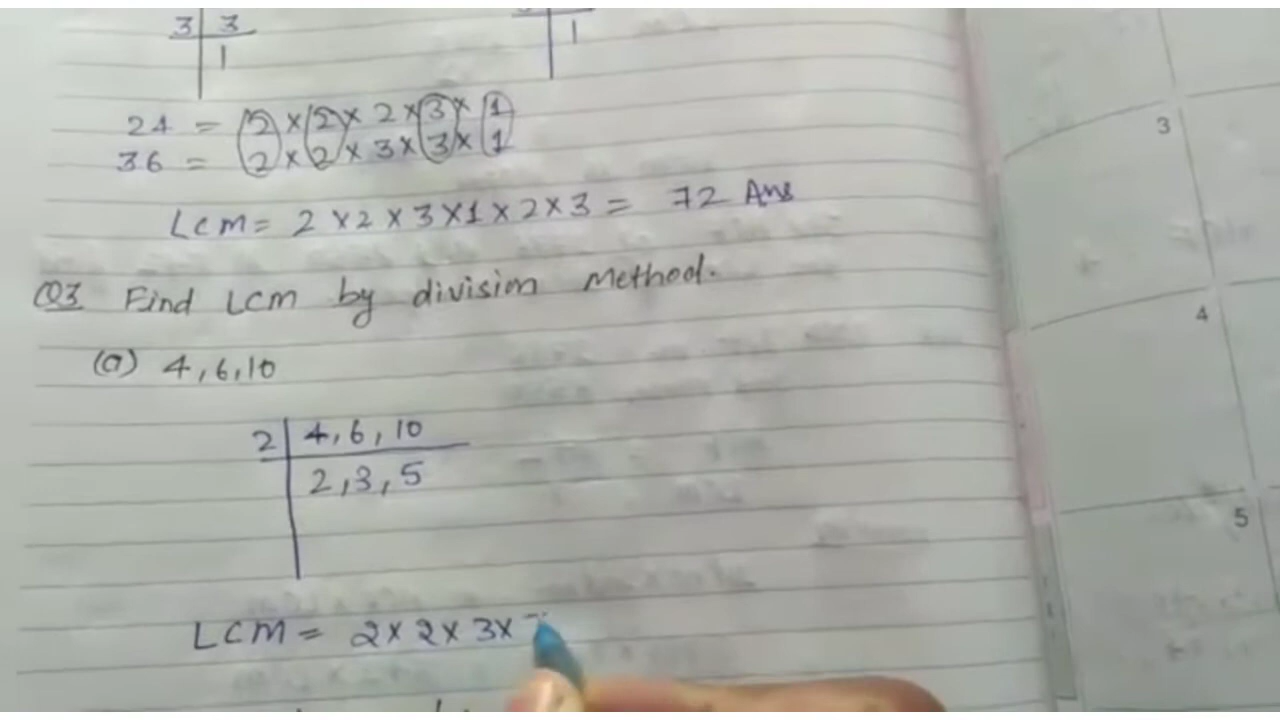 3 3
1 1
24 = 2 × 2 × 2 × 3 × 1
36 = 2 × 2 × 3 × 3 × 1
LCM = 2 × 2 × 3 × 1 × 2 × 3 = 72 Ans
Q3 Find LCM by division Method.
(a) 4, 6, 10
2 4, 6, 10
2, 3, 5
LCM = 2 × 2 × 3 ×
3
4
5